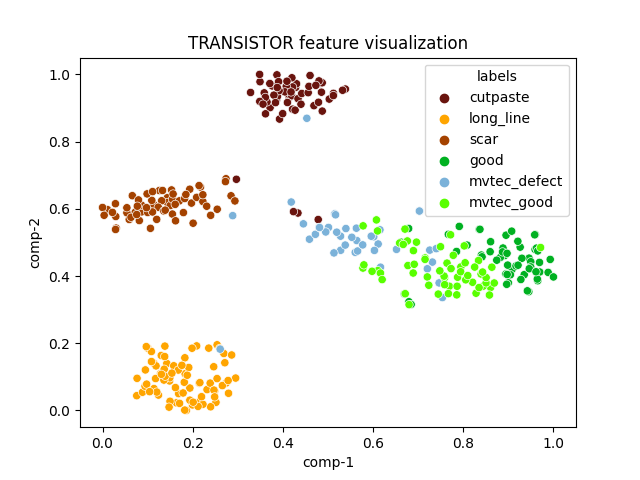 TRANSISTOR feature visualization
labels
cutpaste
long_line
scar
good
mvtec_defect
mvtec_good
comp-2
1.0
0.8
0.6
0.4
0.2
0.0
0.0 0.2 0.4 0.6 0.8 1.0
comp-1